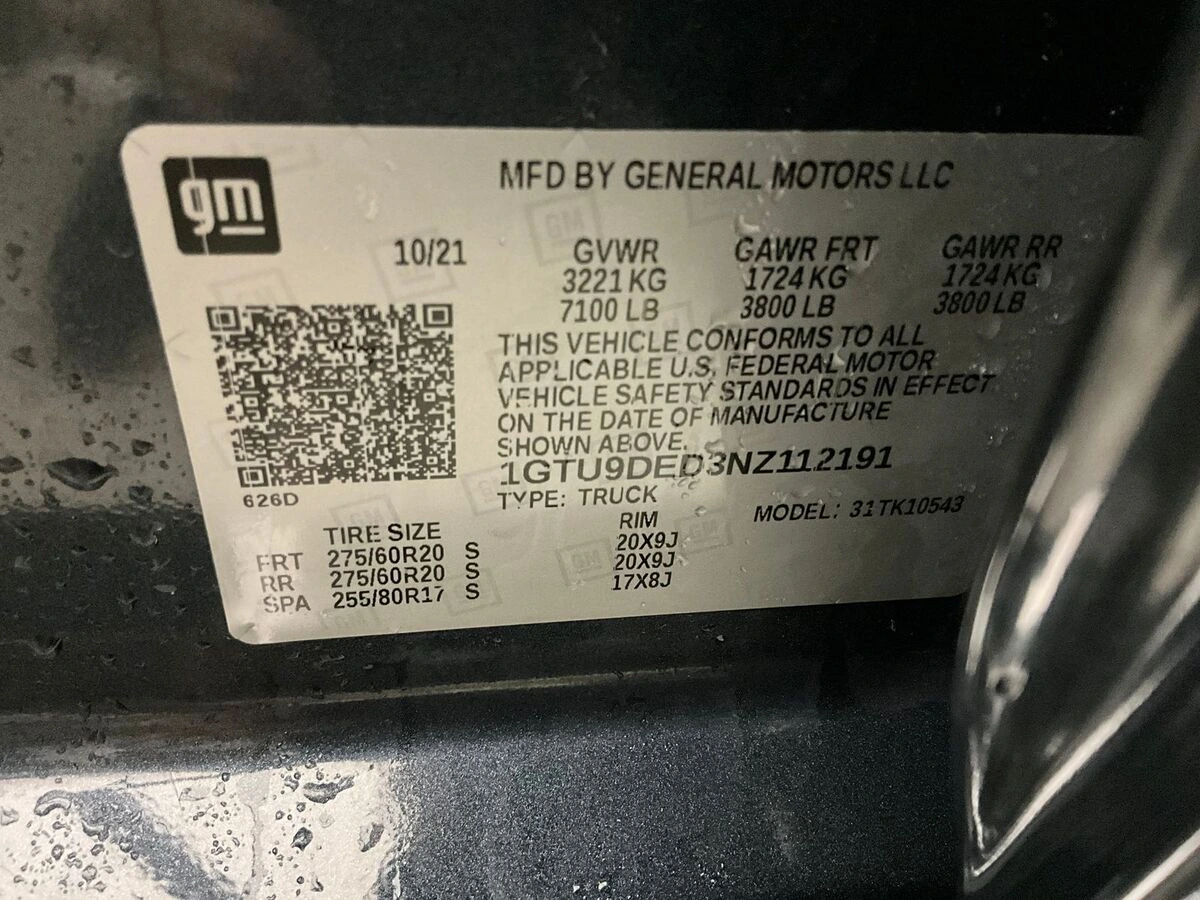 gm
MFD BY GENERAL MOTORS LLC
10/21 GVWR GAWR FRT GAWR RR
3221 KG 1724 KG 1724 KG
7100 LB 3800 LB 3800 LB
THIS VEHICLE CONFORMS TO ALL
APPLICABLE U.S. FEDERAL MOTOR
VEHICLE SAFETY STANDARDS IN EFFECT
ON THE DATE OF MANUFACTURE
SHOWN ABOVE.
1GTU9DED3NZ112191
626D
TYPE: TRUCK MODEL: 31TK10543
TIRE SIZE RIM
FRT 275/60R20 S 20X9J
RR 275/60R20 S 20X9J
SPA 255/80R17 S 17X8J